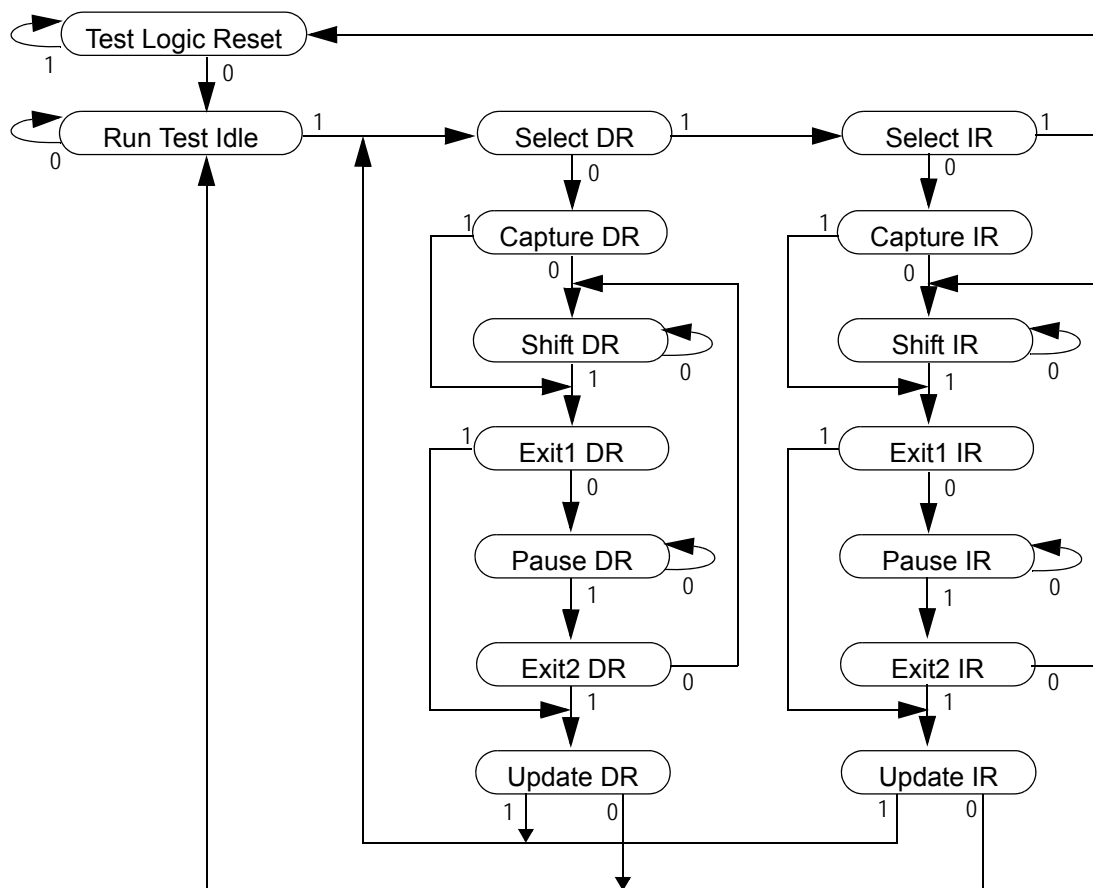 Test Logic Reset
1
0
Run Test Idle
1
0
Select DR
1
0
Select IR
1
0
Capture DR
1
0
Capture IR
1
0
Shift DR
0
1
Shift IR
0
1
Exit1 DR
1
0
Exit1 IR
1
0
Pause DR
0
1
Pause IR
0
1
Exit2 DR
0
1
Exit2 IR
0
1
Update DR
1
0
Update IR
1
0